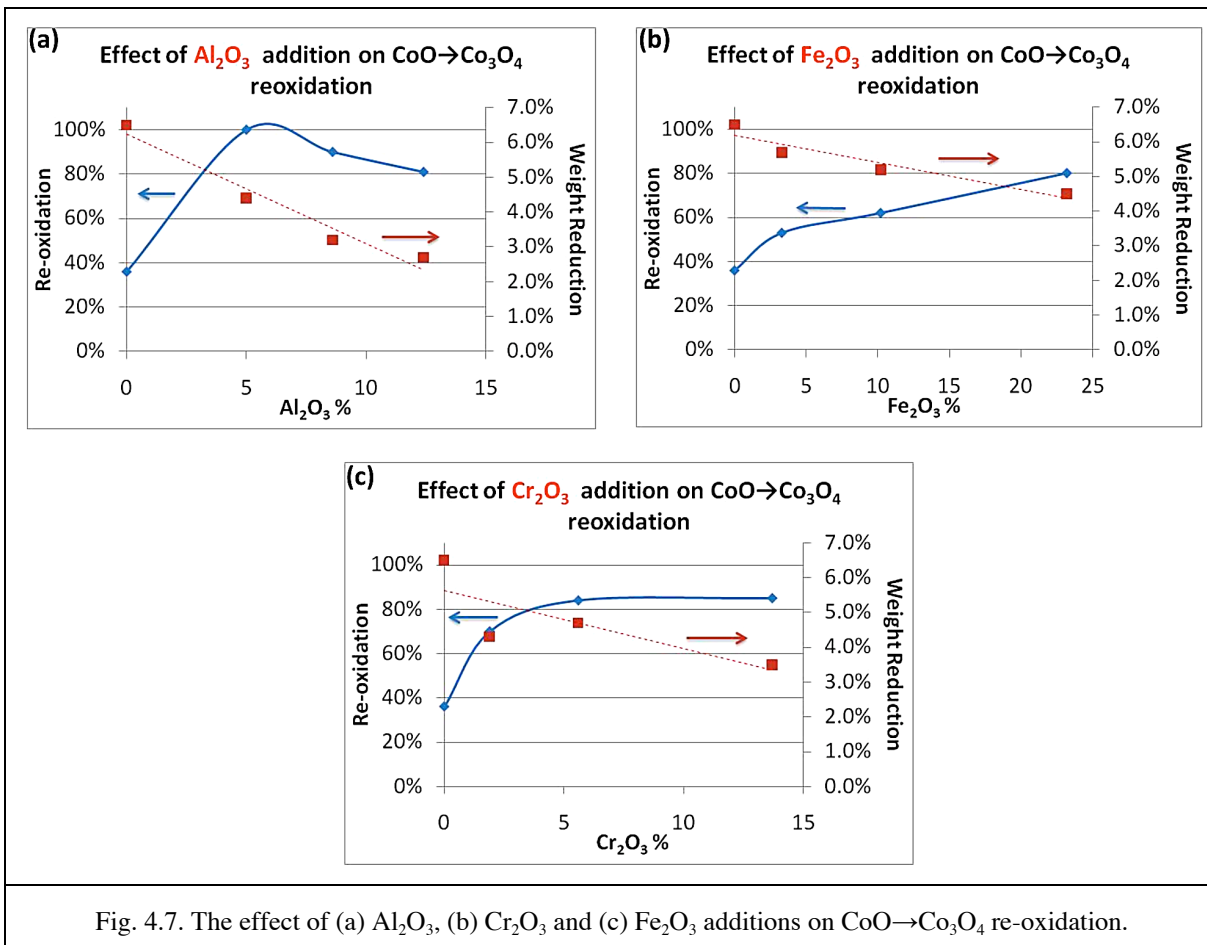 (a)
Effect of Al₂O₃ addition on CoO→Co₃O₄
reoxidation
Re-oxidation
100%
80%
60%
40%
20%
0%
7.0%
6.0%
5.0%
4.0%
3.0%
2.0%
1.0%
0.0%
Weight Reduction
0 5 10 15
Al₂O₃ %
(b)
Effect of Fe₂O₃ addition on CoO→Co₃O₄
reoxidation
Re-oxidation
100%
80%
60%
40%
20%
0%
7.0%
6.0%
5.0%
4.0%
3.0%
2.0%
1.0%
0.0%
Weight Reduction
0 5 10 15 20 25
Fe₂O₃ %
(c)
Effect of Cr₂O₃ addition on CoO→Co₃O₄
reoxidation
Re-oxidation
100%
80%
60%
40%
20%
0%
7.0%
6.0%
5.0%
4.0%
3.0%
2.0%
1.0%
0.0%
Weight Reduction
0 5 10 15
Cr₂O₃ %
Fig. 4.7. The effect of (a) Al₂O₃, (b) Cr₂O₃ and (c) Fe₂O₃ additions on CoO→Co₃O₄ re-oxidation.